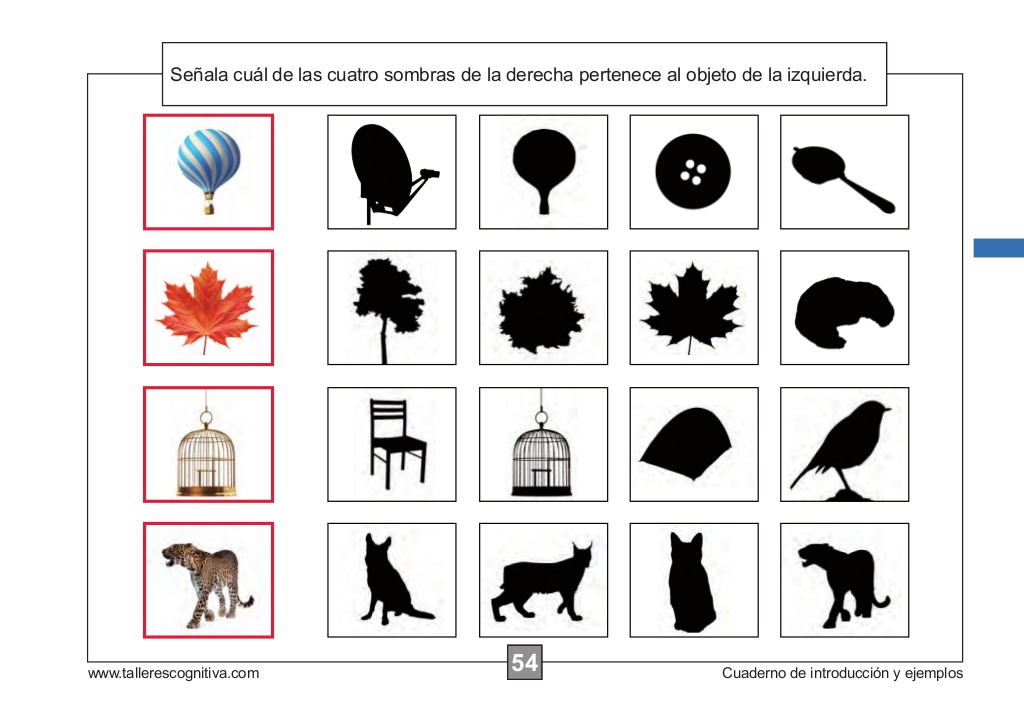 Señala cuál de las cuatro sombras de la derecha pertenece al objeto de la izquierda.
www.tallerescognitiva.com
54
Cuaderno de introducción y ejemplos